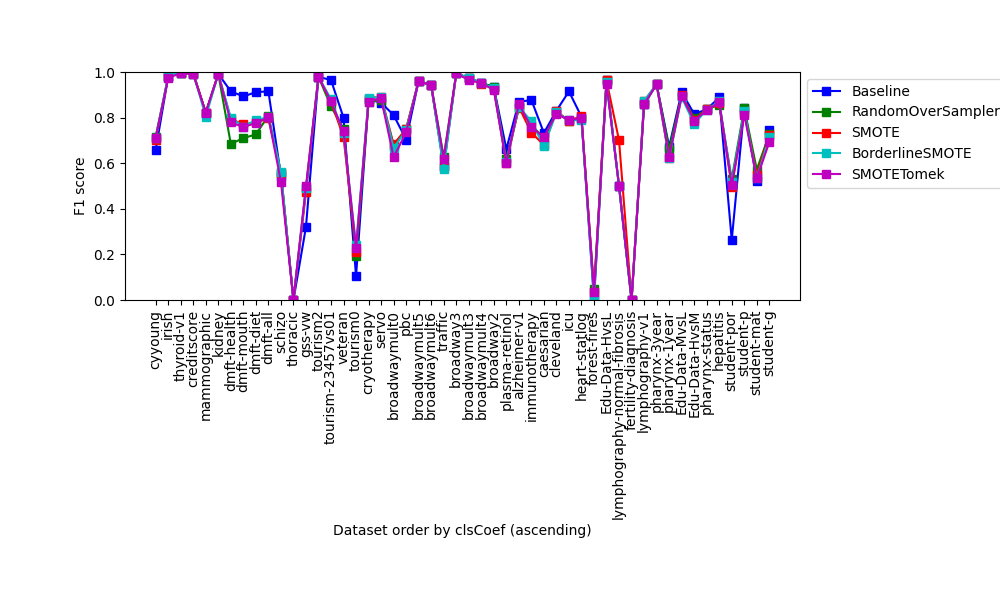 1.0
0.8
0.6
0.4
0.2
0.0
F1 score
Baseline
RandomOverSampler
SMOTE
BorderlineSMOTE
SMOTETomek
cyyoung
irish
thyroid-v1
creditscore
mammographic
kidney
dmft-health
dmft-mouth
dmft-diet
dmft-all
schizo
thoracic
gss-vw
tourism2
tourism-23457vs01
veteran
tourism0
cryotherapy
servo
broadwaymult0
pbc
broadwaymult5
broadwaymult6
traffic
broadway3
broadwaymult3
broadwaymult4
broadway2
plasma-retinol
alzheimer-v1
immunotherapy
caesarian
cleveland
icu
heart-statlog
forest-fires
Edu-Data-HvsL
lymphography-normal-fibrosis
fertility-diagnosis
lymphography-v1
pharynx-3year
pharynx-1year
Edu-Data-MvsL
Edu-Data-HvsM
pharynx-status
hepatitis
student-por
student-p
student-mat
student-g
Dataset order by clsCoef (ascending)